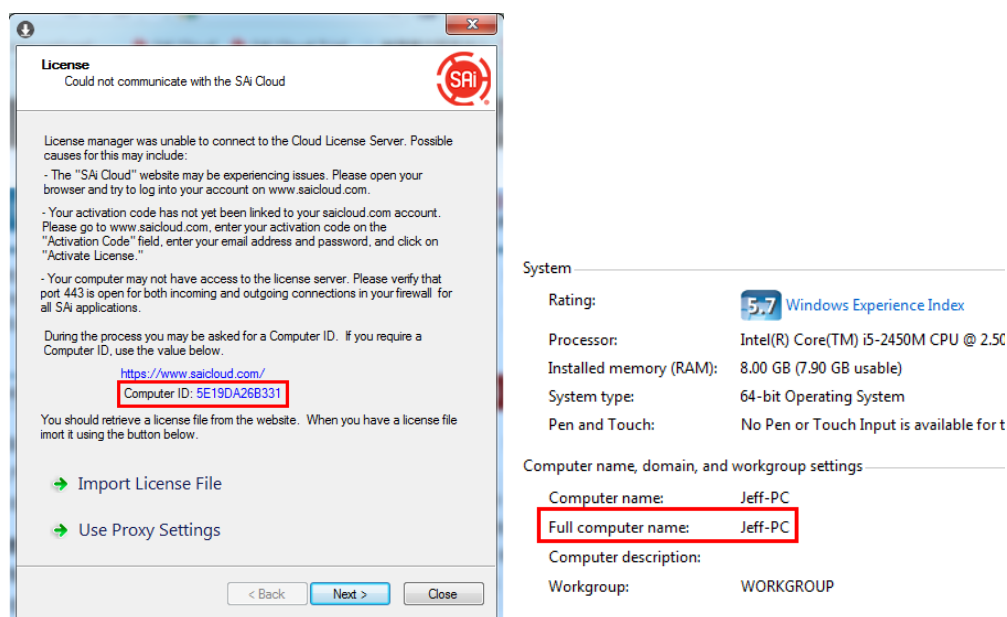 License
Could not communicate with the SAi Cloud
SAi
License manager was unable to connect to the Cloud License Server. Possible
causes for this may include:
- The "SAi Cloud" website may be experiencing issues. Please open your
browser and try to log into your account on www.saicloud.com.
- Your activation code has not yet been linked to your saicloud.com account.
Please go to www.saicloud.com, enter your activation code on the
"Activation Code" field, enter your email address and password, and click on
"Activate License."
- Your computer may not have access to the license server. Please verify that
port 443 is open for both incoming and outgoing connections in your firewall for
all SAi applications.
During the process you may be asked for a Computer ID. If you require a
Computer ID, use the value below.
https://www.saicloud.com/
Computer ID: 5E19DA26B331
You should retrieve a license file from the website. When you have a license file
imort it using the button below.
Import License File
Use Proxy Settings
< Back
Next >
Close
System
Rating: 5.7 Windows Experience Index
Processor: Intel(R) Core(TM) i5-2450M CPU @ 2.50
Installed memory (RAM): 8.00 GB (7.90 GB usable)
System type: 64-bit Operating System
Pen and Touch: No Pen or Touch Input is available for t
Computer name, domain, and workgroup settings
Computer name: Jeff-PC
Full computer name: Jeff-PC
Computer description:
Workgroup: WORKGROUP